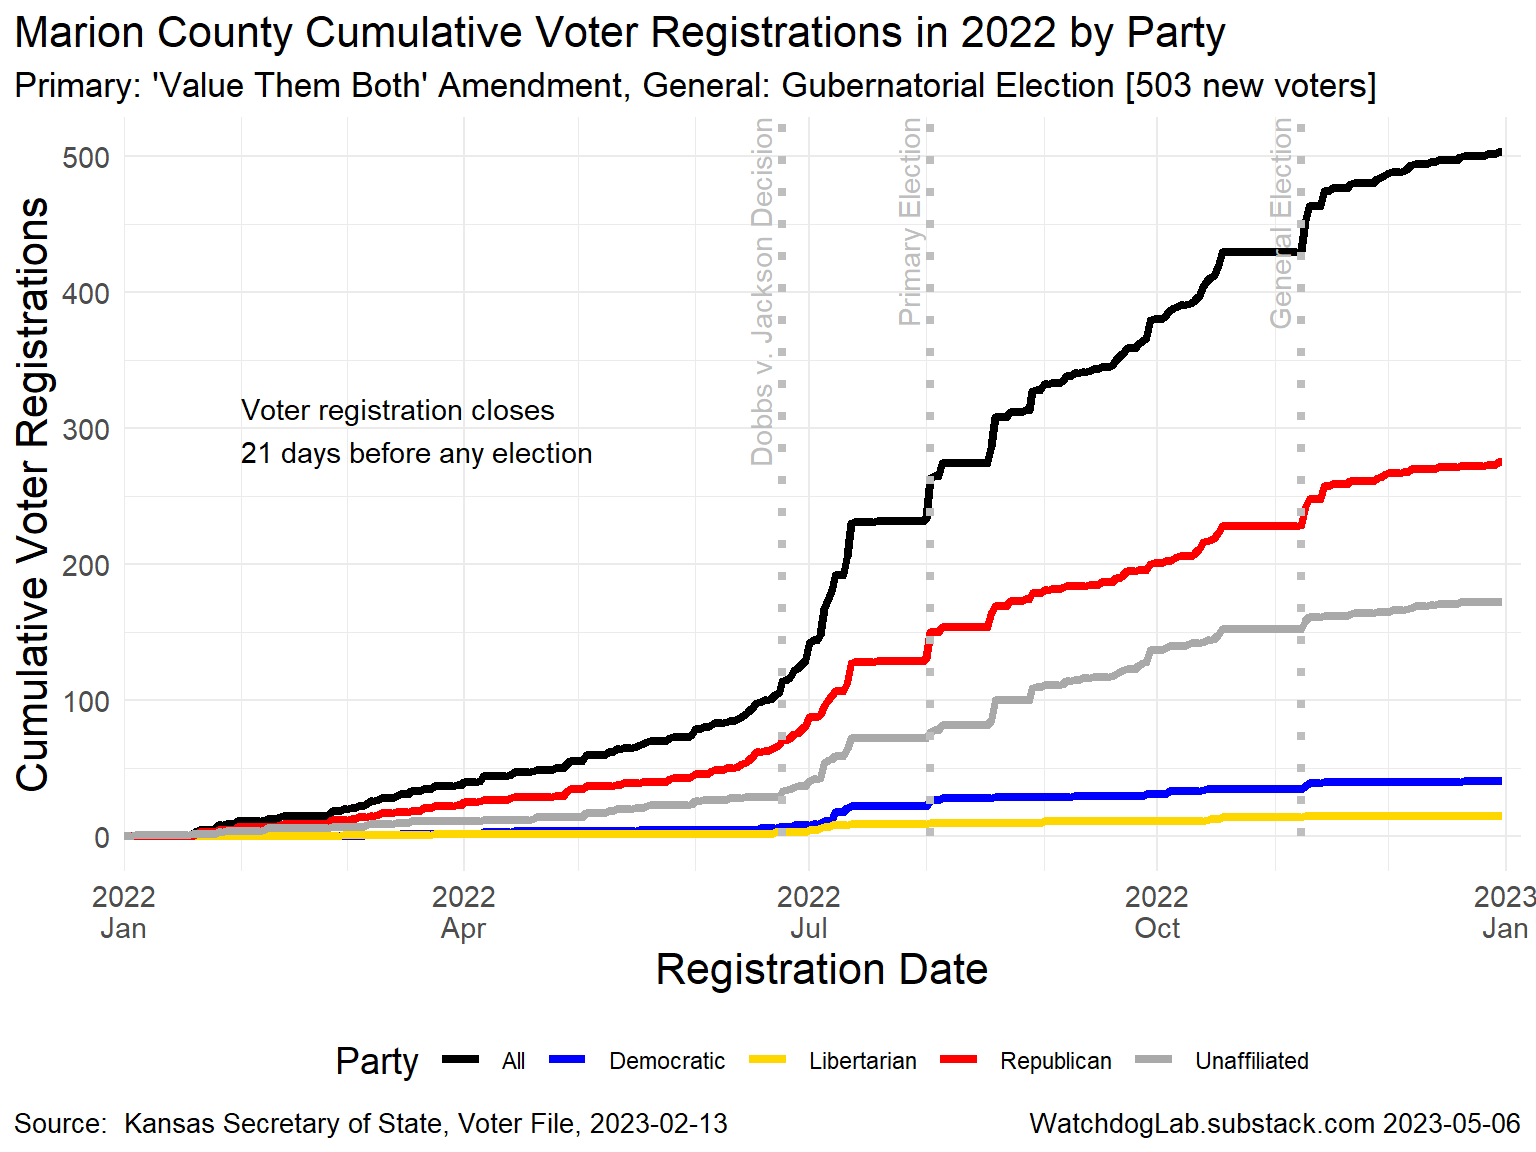 Marion County Cumulative Voter Registrations in 2022 by Party
Primary: 'Value Them Both' Amendment, General: Gubernatorial Election [503 new voters]
Cumulative Voter Registrations
500
400
300
200
100
0
Dobbs v. Jackson Decision
Primary Election
General Election
Voter registration closes
21 days before any election
2022 2022 2022 2022 2023
Jan Apr Jul Oct Jan
Registration Date
Party All Democratic Libertarian Republican Unaffiliated
Source:  Kansas Secretary of State, Voter File, 2023-02-13
WatchdogLab.substack.com 2023-05-06